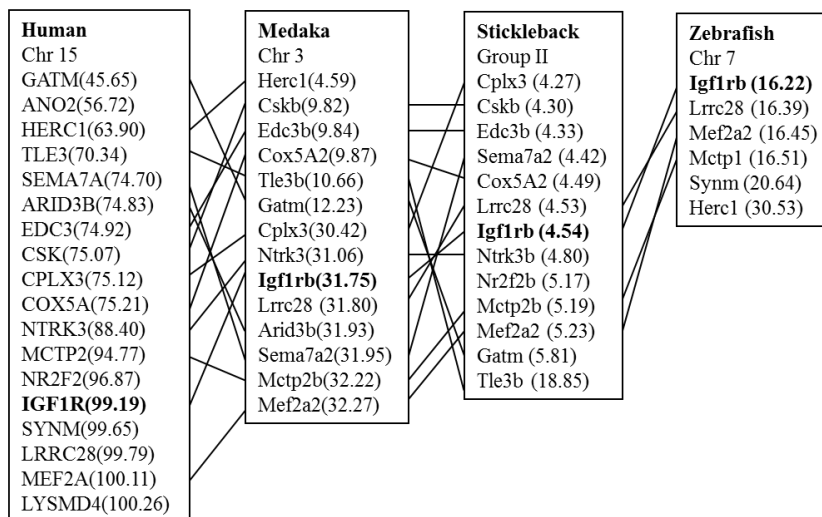 Human
Chr 15
GATM(45.65)
ANO2(56.72)
HERC1(63.90)
TLE3(70.34)
SEMA7A(74.70)
ARID3B(74.83)
EDC3(74.92)
CSK(75.07)
CPLX3(75.12)
COX5A(75.21)
NTRK3(88.40)
MCTP2(94.77)
NR2F2(96.87)
IGF1R(99.19)
SYNM(99.65)
LRRC28(99.79)
MEF2A(100.11)
LYSMD4(100.26)
Medaka
Chr 3
Herc1(4.59)
Cskb(9.82)
Edc3b(9.84)
Cox5A2(9.87)
Tle3b(10.66)
Gatm(12.23)
Cplx3(30.42)
Ntrk3(31.06)
Igf1rb(31.75)
Lrrc28 (31.80)
Arid3b(31.93)
Sema7a2(31.95)
Mctp2b(32.22)
Mef2a2(32.27)
Stickleback
Group II
Cplx3 (4.27)
Cskb (4.30)
Edc3b (4.33)
Sema7a2 (4.42)
Cox5A2 (4.49)
Lrrc28 (4.53)
Igf1rb (4.54)
Ntrk3b (4.80)
Nr2f2b (5.17)
Mctp2b (5.19)
Mef2a2 (5.23)
Gatm (5.81)
Tle3b (18.85)
Zebrafish
Chr 7
Igf1rb (16.22)
Lrrc28 (16.39)
Mef2a2 (16.45)
Mctp1 (16.51)
Synm (20.64)
Herc1 (30.53)